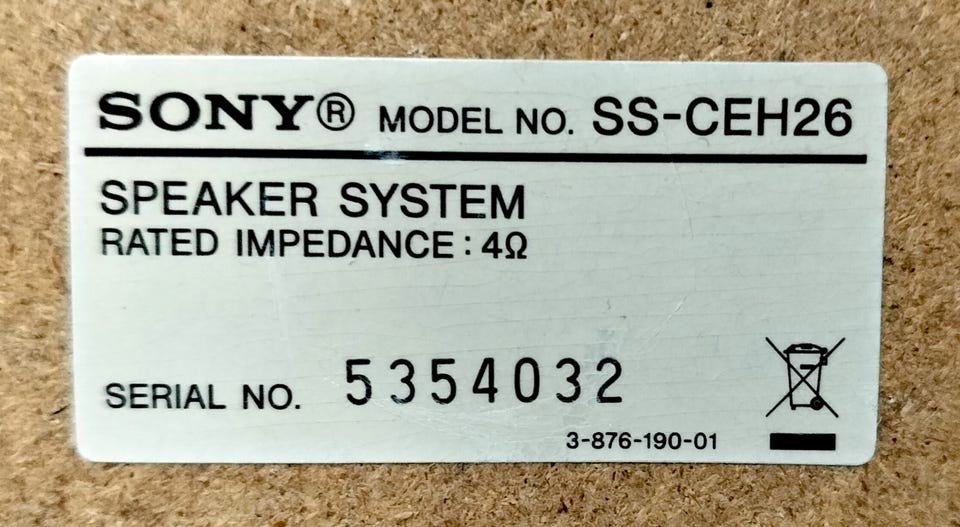 SONY® MODEL NO. SS-CEH26
SPEAKER SYSTEM
RATED IMPEDANCE : 4Ω
SERIAL NO. 5354032
3-876-190-01